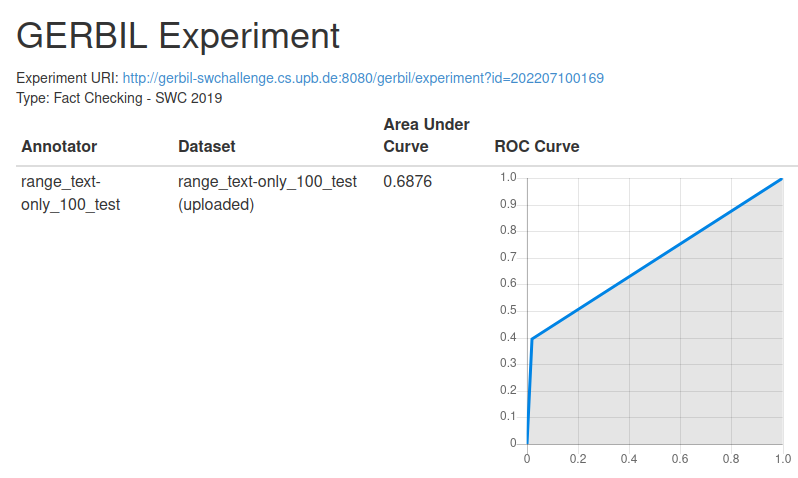 GERBIL Experiment
Experiment URI: http://gerbil-swchallenge.cs.upb.de:8080/gerbil/experiment?id=202207100169
Type: Fact Checking - SWC 2019
Annotator Dataset Area Under Curve ROC Curve
range_text-only_100_test range_text-only_100_test (uploaded) 0.6876
1.0
0.9
0.8
0.7
0.6
0.5
0.4
0.3
0.2
0.1
0
0 0.2 0.4 0.6 0.8 1.0